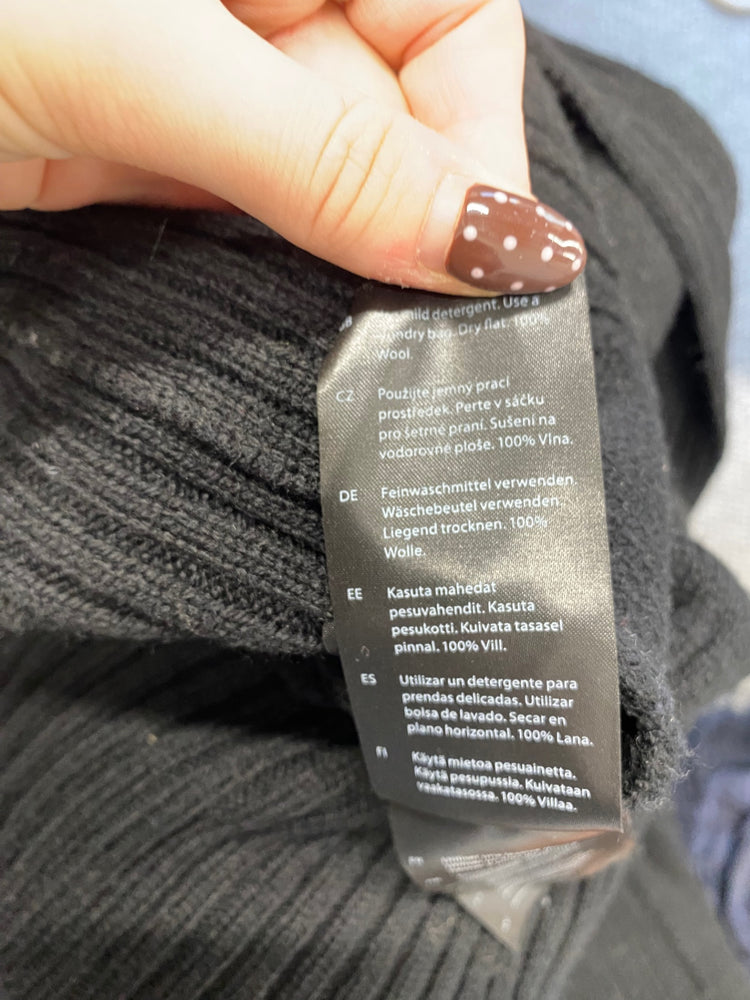 ild detergent. Use a
ndry bag. Dry flat. 100%
Wool.
CZ Použijte jemný prací
prostředek. Perte v sáčku
pro šetrné praní. Sušení na
vodorovné ploše. 100% Vlna.
DE Feinwaschmittel verwenden.
Wäschebeutel verwenden.
Liegend trocknen. 100%
Wolle.
EE Kasuta mahedat
pesuvahendit. Kasuta
pesukotti. Kuivata tasasel
pinnal. 100% Vill.
ES Utilizar un detergente para
prendas delicadas. Utilizar
bolsa de lavado. Secar en
plano horizontal. 100% Lana.
FI Käytä mietoa pesuainetta.
Käytä pesupussia. Kuivataan
vaakatasossa. 100% Villaa.